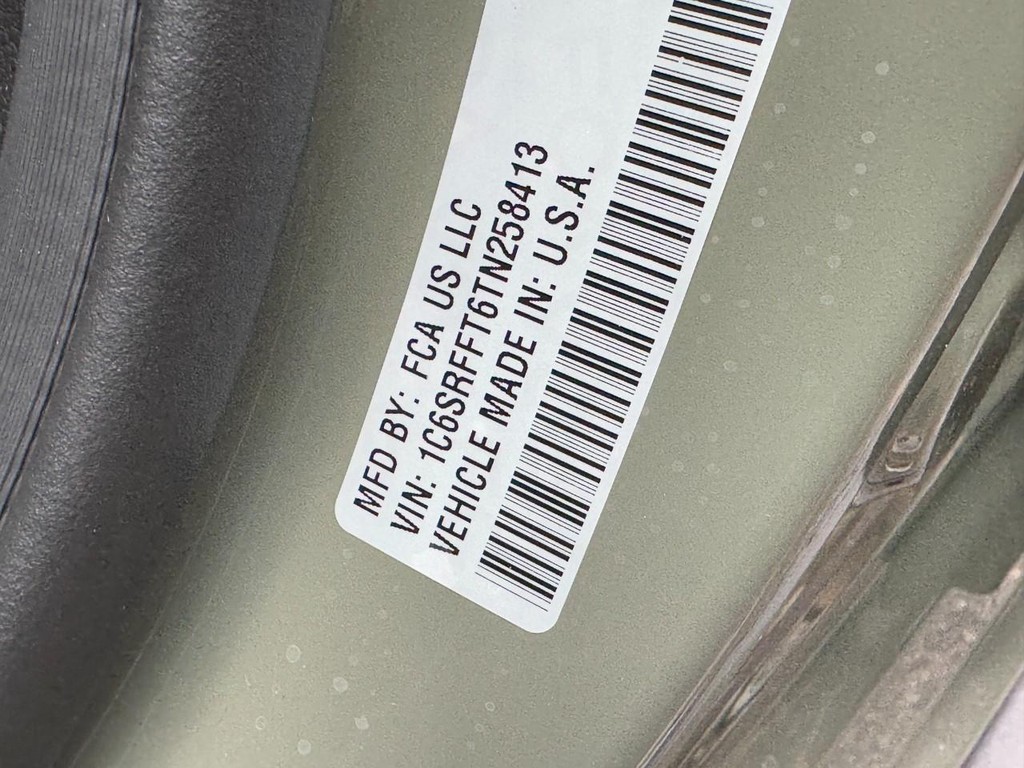 MFD BY: FCA US LLC
VIN: 1C6SRFFT6TN258413
VEHICLE MADE IN: U.S.A.